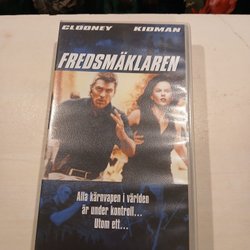 CLOONEY KIDMAN
FREDSMÄKLAREN
Alla kärnvapen i världen
är under kontroll...
Utom ett...